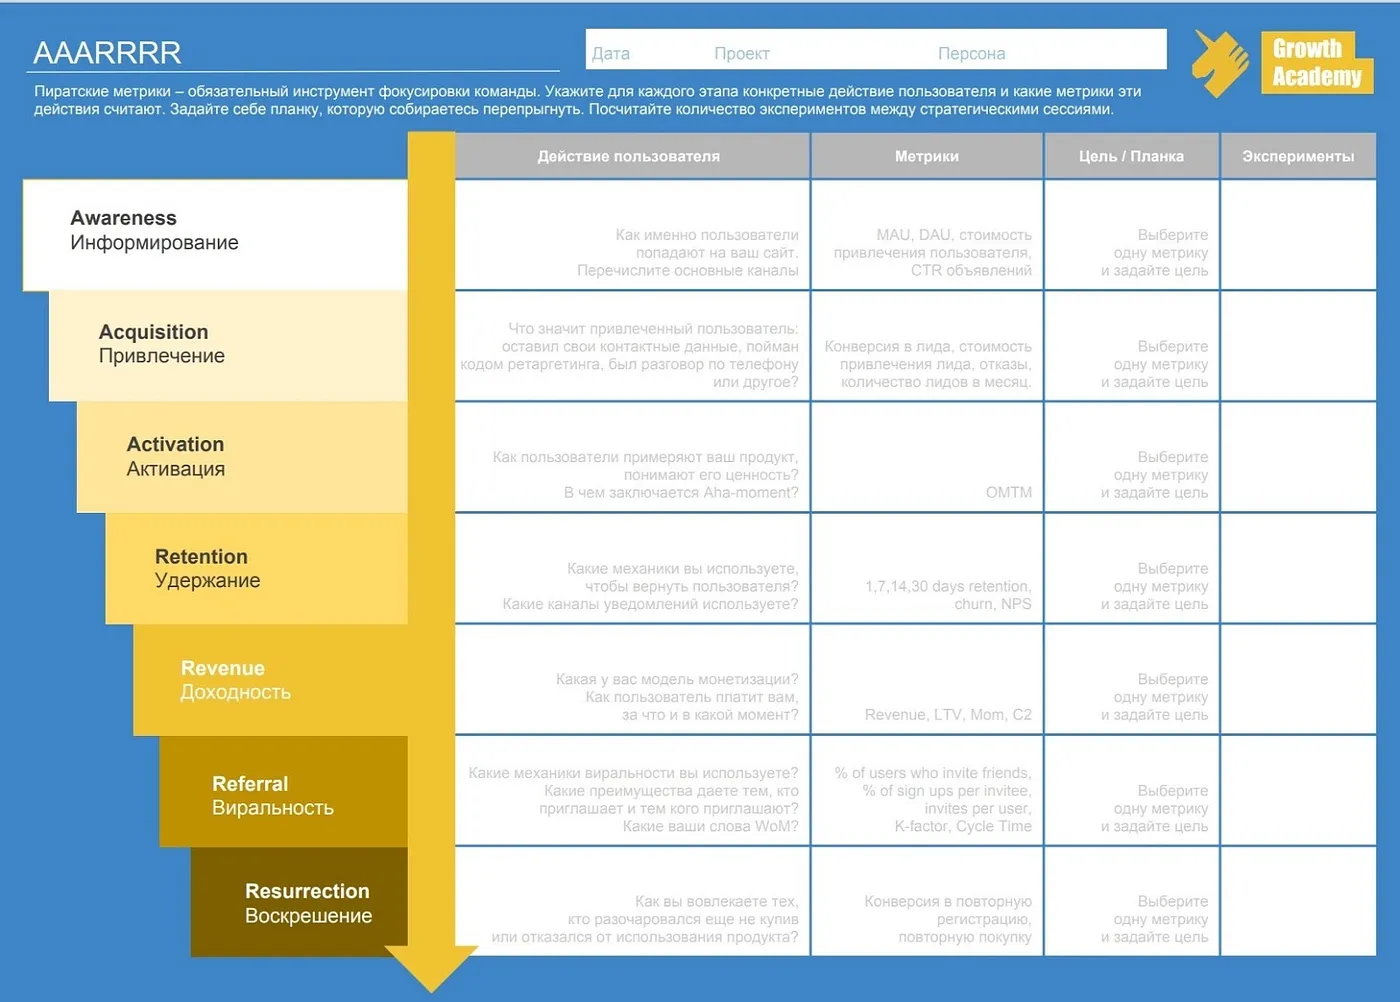 AAARRRR
Дата Проект Персона
Growth
Academy
Пиратские метрики – обязательный инструмент фокусировки команды. Укажите для каждого этапа конкретные действие пользователя и какие метрики эти
действия считают. Задайте себе планку, которую собираетесь перепрыгнуть. Посчитайте количество экспериментов между стратегическими сессиями.
Действие пользователя Метрики Цель / Планка Эксперименты
Awareness
Информирование
Как именно пользователи
попадают на ваш сайт.
Перечислите основные каналы
MAU, DAU, стоимость
привлечения пользователя,
CTR объявлений
Выберите
одну метрику
и задайте цель
Acquisition
Привлечение
Что значит привлеченный пользователь:
оставил свои контактные данные, пойман
кодом ретаргетинга, был разговор по телефону
или другое?
Конверсия в лида, стоимость
привлечения лида, отказы,
количество лидов в месяц.
Выберите
одну метрику
и задайте цель
Activation
Активация
Как пользователи примеряют ваш продукт,
понимают его ценность?
В чем заключается Aha-moment?
OMTM
Выберите
одну метрику
и задайте цель
Retention
Удержание
Какие механики вы используете,
чтобы вернуть пользователя?
Какие каналы уведомлений используете?
1,7,14,30 days retention,
churn, NPS
Выберите
одну метрику
и задайте цель
Revenue
Доходность
Какая у вас модель монетизации?
Как пользователь платит вам,
за что и в какой момент?
Revenue, LTV, Mom, C2
Выберите
одну метрику
и задайте цель
Referral
Виральность
Какие механики виральности вы используете?
Какие преимущества даете тем, кто
приглашает и тем кого приглашают?
Какие ваши слова WoM?
% of users who invite friends,
% of sign ups per invitee,
invites per user,
K-factor, Cycle Time
Выберите
одну метрику
и задайте цель
Resurrection
Воскрешение
Как вы вовлекаете тех,
кто разочаровался еще не купив
или отказался от использования продукта?
Конверсия в повторную
регистрацию,
повторную покупку
Выберите
одну метрику
и задайте цель